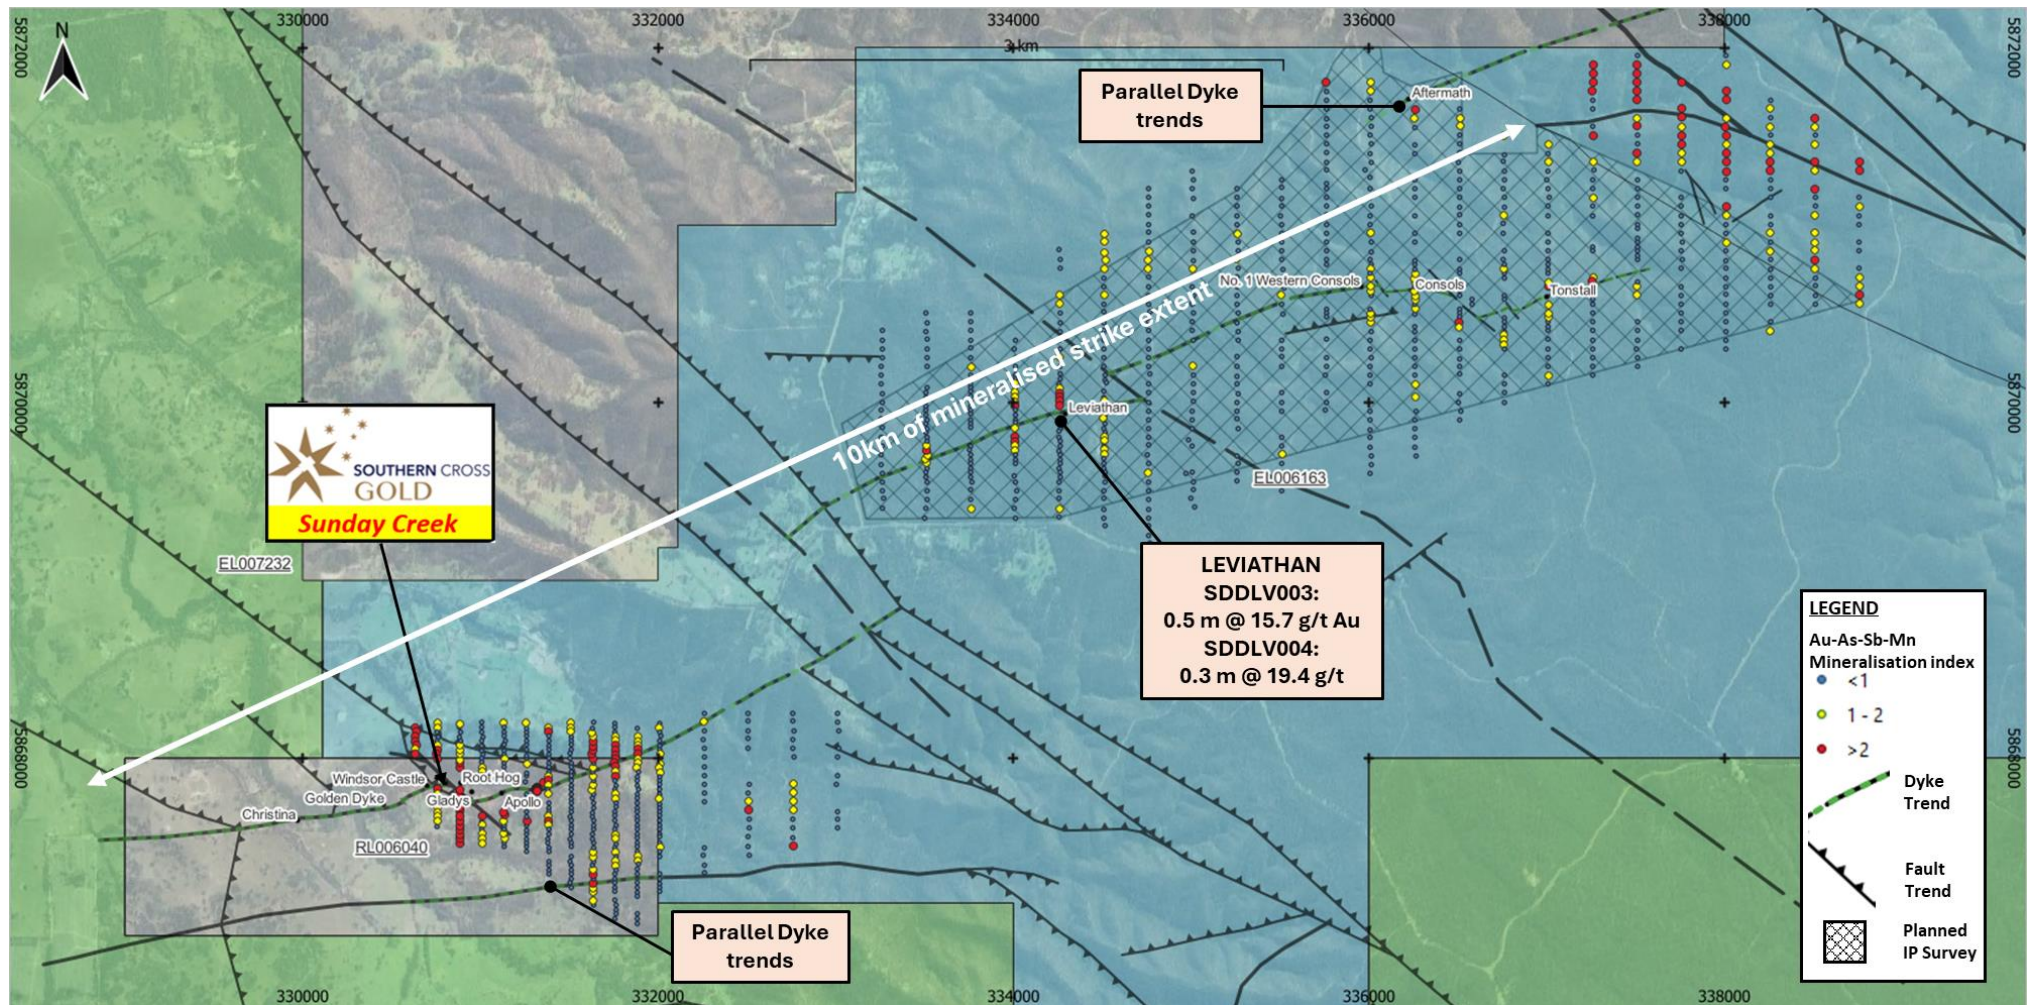 330000
332000
334000
336000
338000
N
5872000
5872000
3 km
Parallel Dyke
trends
Aftermath
No. 1 Western Consols
Consols
Tonstall
10km of mineralised strike extent
5870000
5870000
Leviathan
SOUTHERN CROSS
GOLD
Sunday Creek
EL006163
EL007232
LEVIATHAN
SDDLV003:
0.5 m @ 15.7 g/t Au
SDDLV004:
0.3 m @ 19.4 g/t
LEGEND
Au-As-Sb-Mn
Mineralisation index
<1
1 - 2
>2
Dyke
Trend
Fault
Trend
Planned
IP Survey
5868000
5868000
Windsor Castle
Root Hog
Golden Dyke
Gladys
Apollo
Christina
RL006040
Parallel Dyke
trends
330000
332000
334000
336000
338000